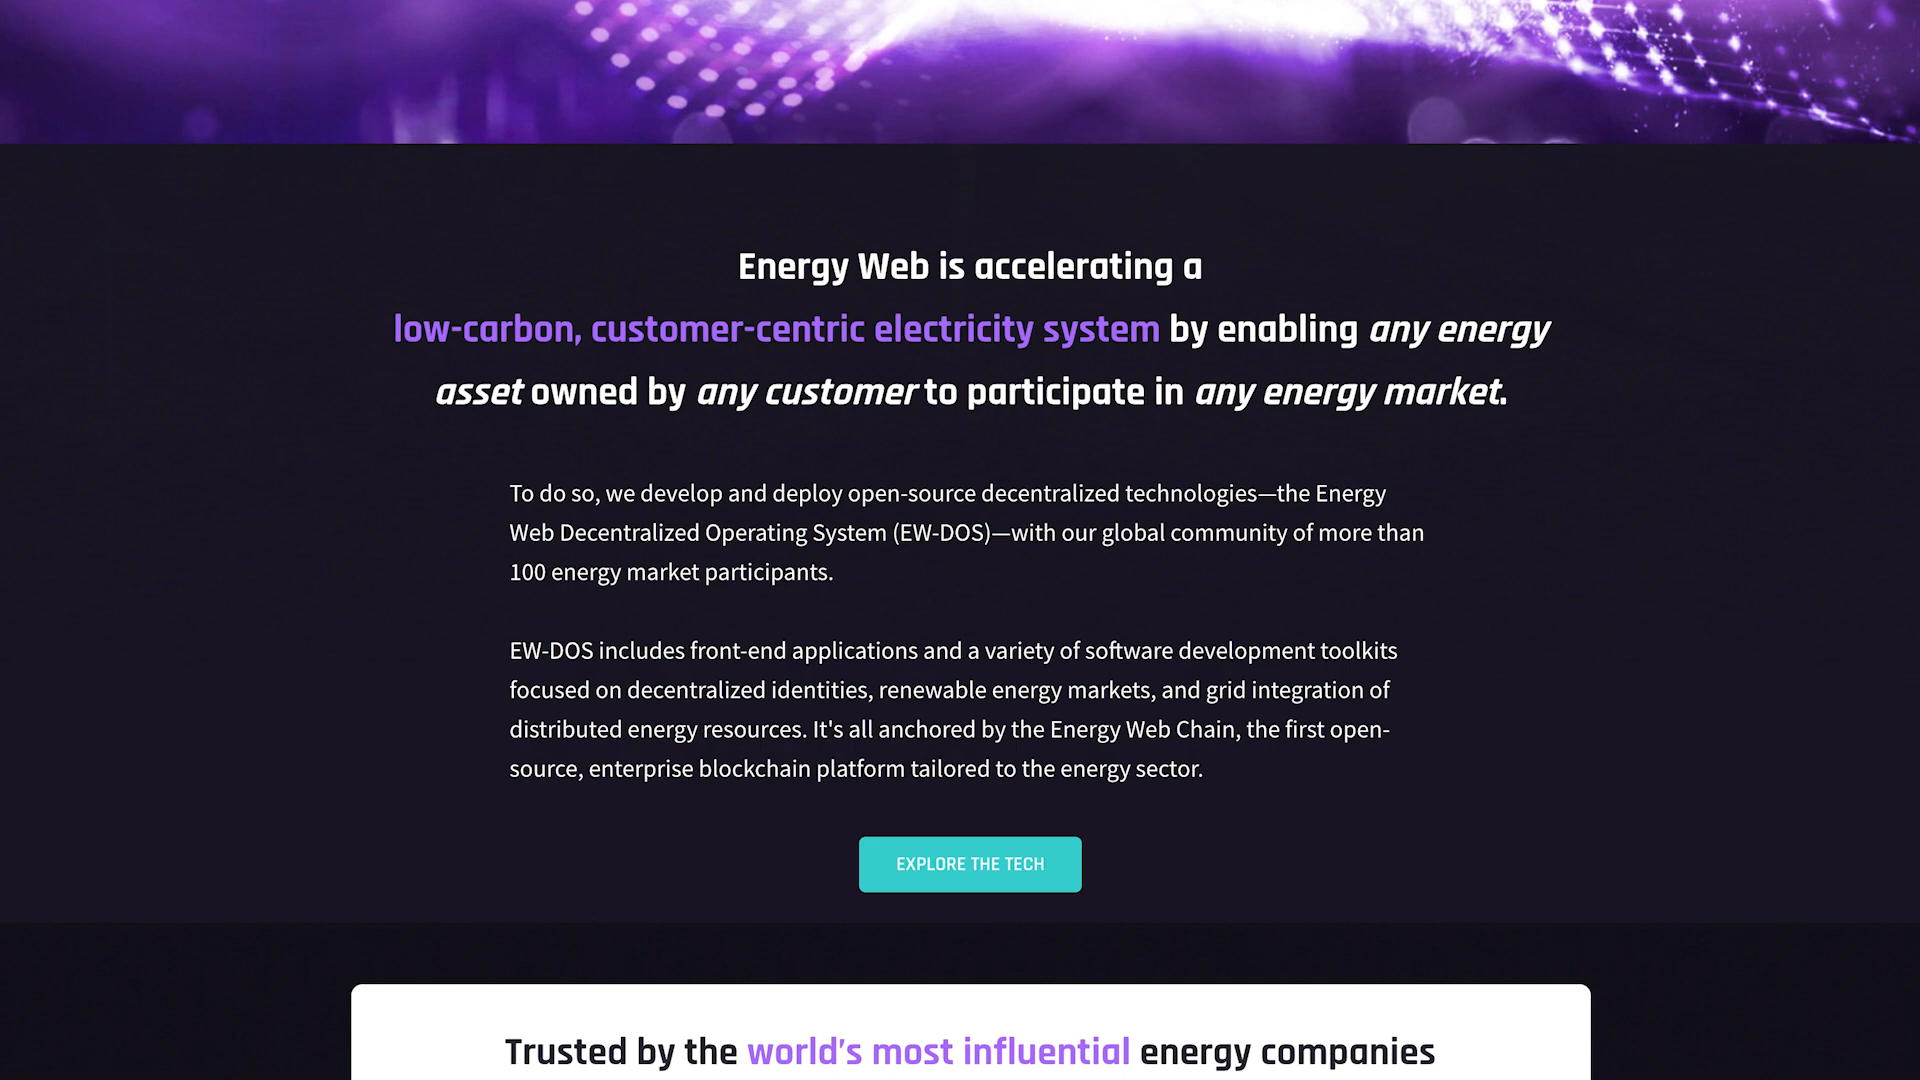 Energy Web is accelerating a
low-carbon, customer-centric electricity system by enabling any energy
asset owned by any customer to participate in any energy market.
To do so, we develop and deploy open-source decentralized technologies—the Energy
Web Decentralized Operating System (EW-DOS)—with our global community of more than
100 energy market participants.
EW-DOS includes front-end applications and a variety of software development toolkits
focused on decentralized identities, renewable energy markets, and grid integration of
distributed energy resources. It's all anchored by the Energy Web Chain, the first open-
source, enterprise blockchain platform tailored to the energy sector.
EXPLORE THE TECH
Trusted by the world’s most influential energy companies